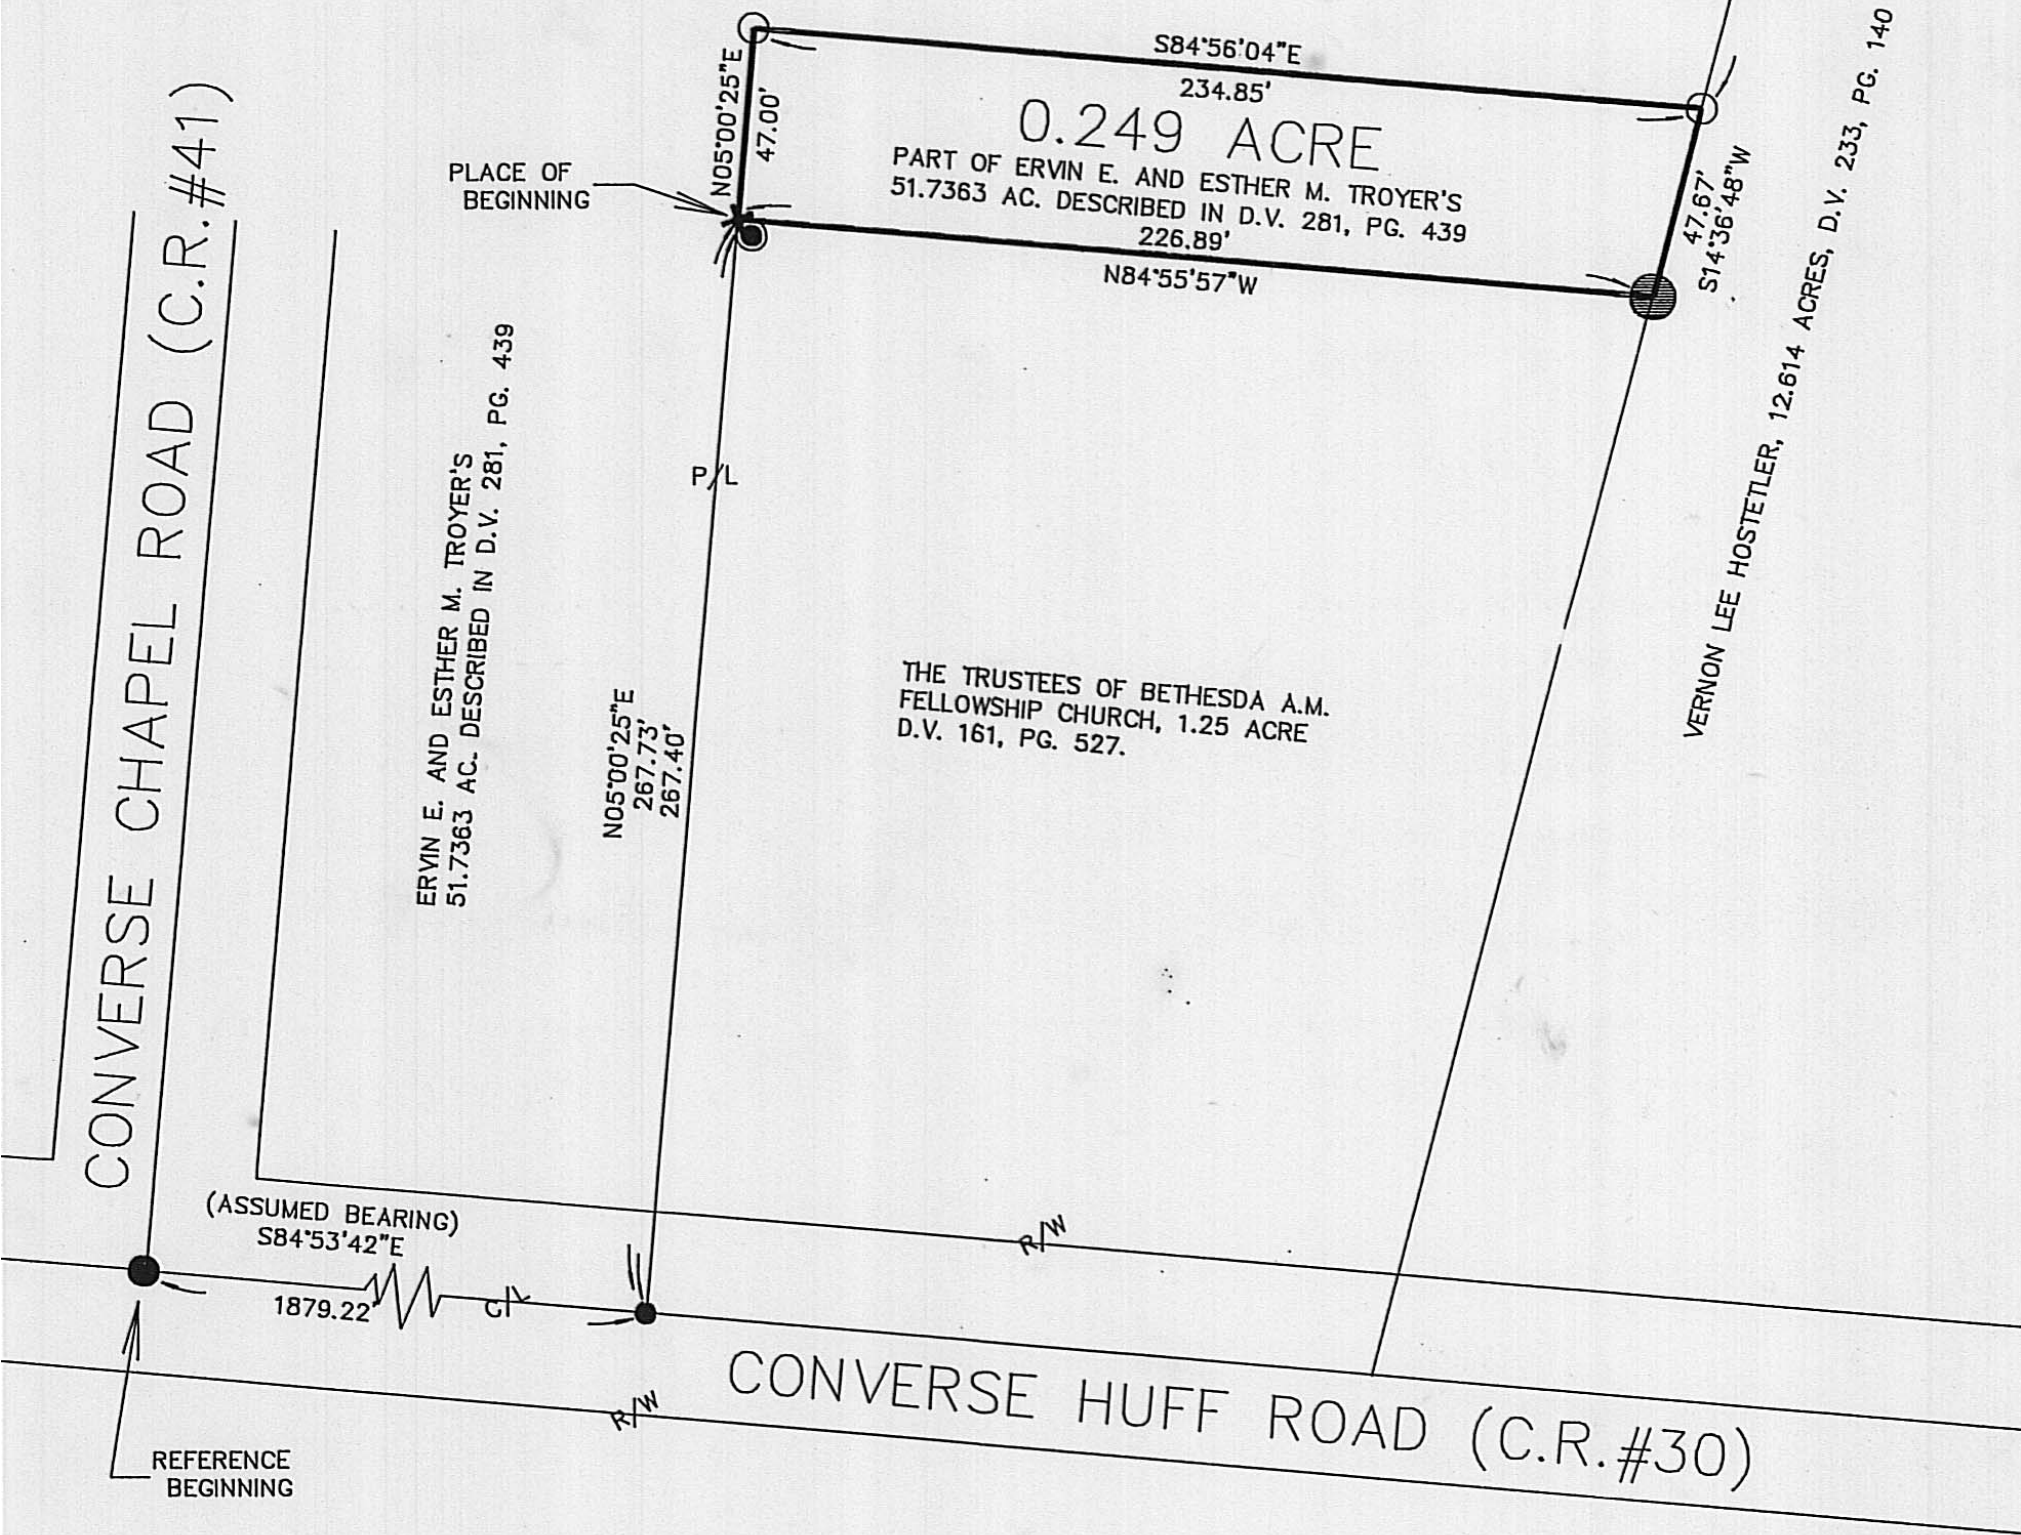 S84°56'04"E
234.85'
0.249 ACRE
PART OF ERVIN E. AND ESTHER M. TROYER'S
51.7363 AC. DESCRIBED IN D.V. 281, PG. 439
226.89'
N84°55'57"W
N05°00'25"E
47.00'
47.67'
S14°36'48"W
PLACE OF
BEGINNING
VERNON LEE HOSTETLER, 12.614 ACRES, D.V. 233, PG. 140
CONVERSE CHAPEL ROAD (C.R.#41)
ERVIN E. AND ESTHER M. TROYER'S
51.7363 AC. DESCRIBED IN D.V. 281, PG. 439
P/L
N05°00'25"E
267.73'
267.40'
THE TRUSTEES OF BETHESDA A.M.
FELLOWSHIP CHURCH, 1.25 ACRE
D.V. 161, PG. 527.
(ASSUMED BEARING)
S84°53'42"E
1879.22'
C/L
R/W
R/W
CONVERSE HUFF ROAD (C.R.#30)
REFERENCE
BEGINNING